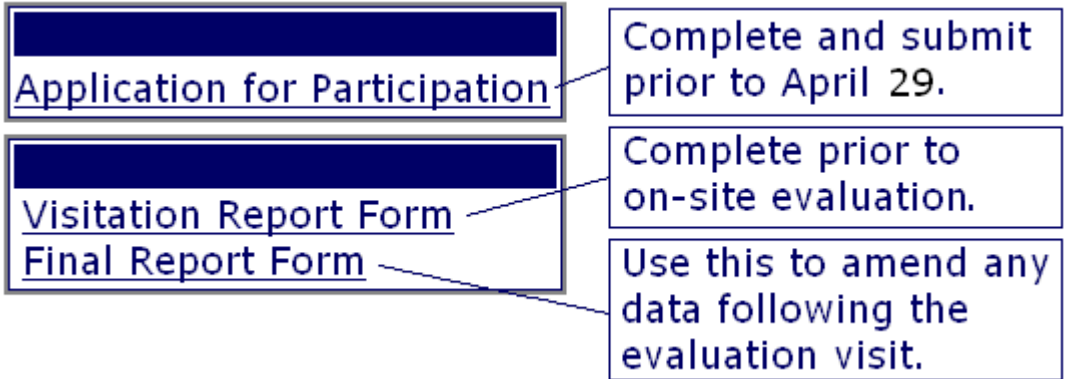 Application for Participation
Complete and submit
prior to April 29.
Visitation Report Form
Final Report Form
Complete prior to
on-site evaluation.
Use this to amend any
data following the
evaluation visit.